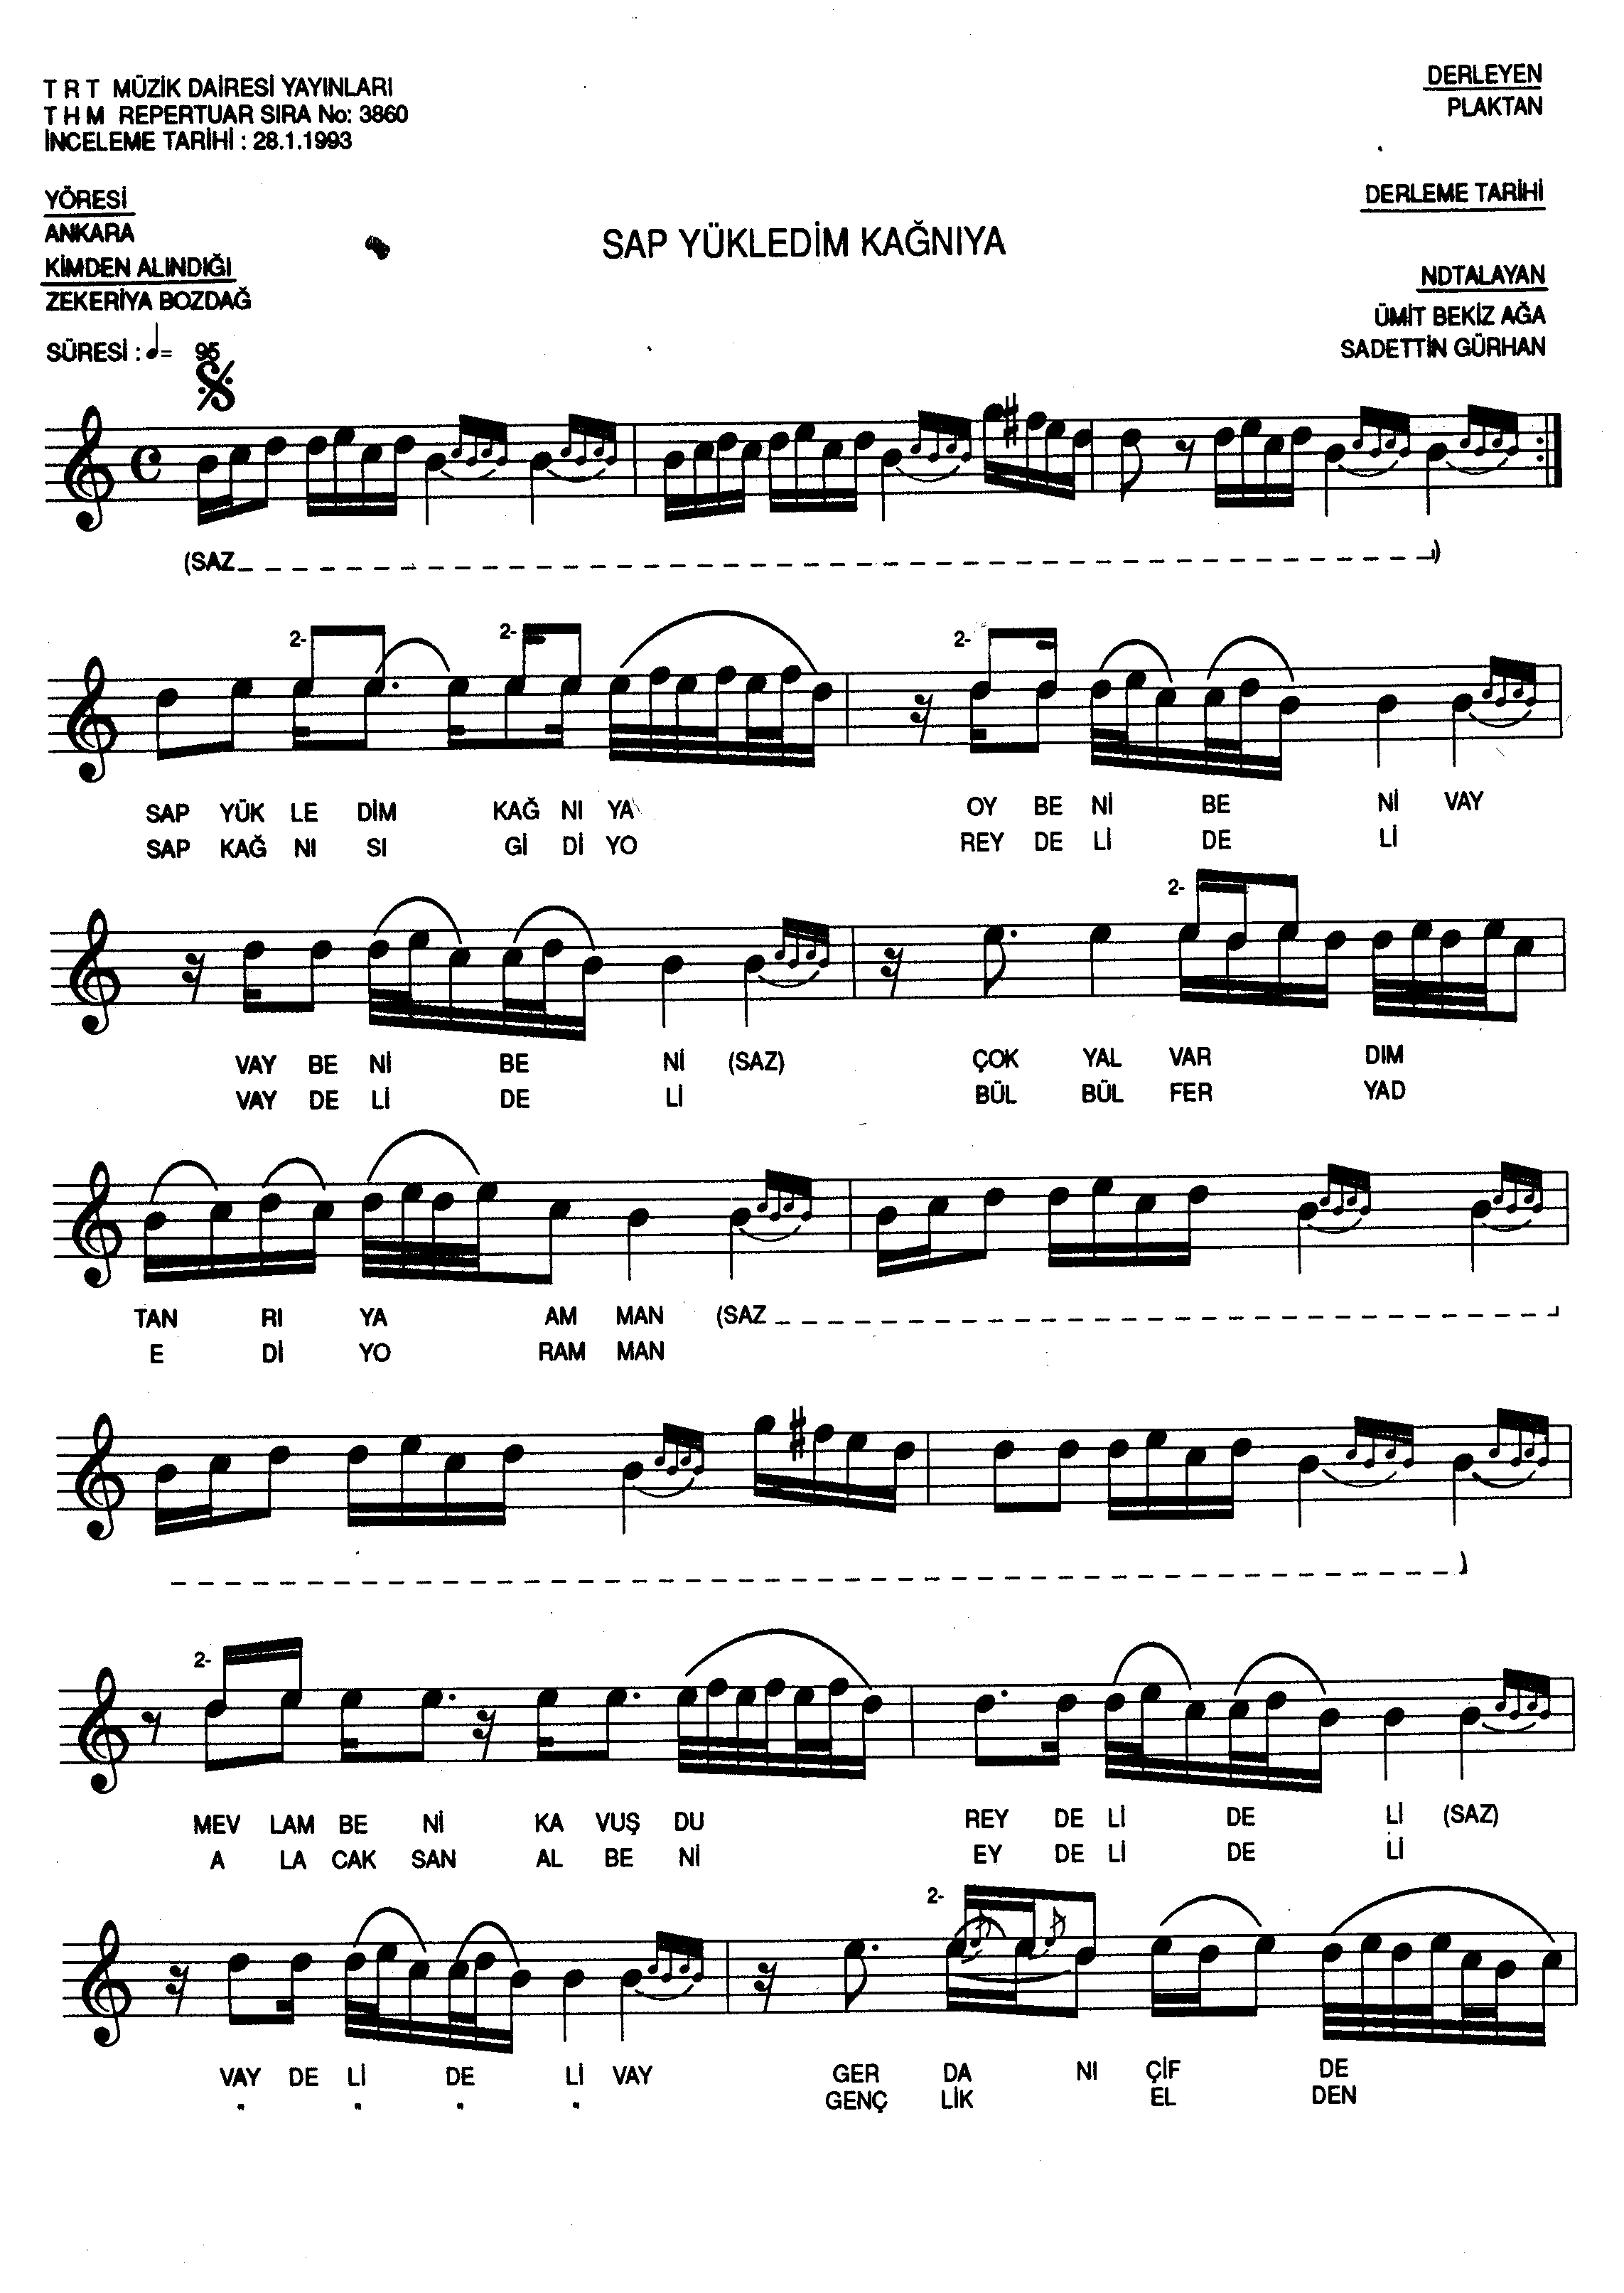 T R T MÜZİK DAİRESİ YAYINLARI
T H M REPERTUAR SIRA No: 3860
İNCELEME TARİHİ : 28.1.1993
DERLEYEN
PLAKTAN
YÖRESİ
ANKARA
KİMDEN ALINDIĞI
ZEKERİYA BOZDAĞ
SÜRESİ : ♩= 95
SAP YÜKLEDİM KAĞNIYA
DERLEME TARİHİ
NDTALAYAN
ÜMİT BEKİZ AĞA
SADETTİN GÜRHAN
(SAZ_ _ _ _ _ _ _ _ _ _ _ _ _ _ _ _ _ _)
2- 2- 2-
SAP YÜK LE DİM KAĞ NI YA OY BE Nİ BE Nİ VAY
SAP KAĞ NI SI Gİ Dİ YO REY DE Lİ DE Lİ
2-
VAY BE Nİ BE Nİ (SAZ) ÇOK YAL VAR DIM
VAY DE Lİ DE Lİ BÜL BÜL FER YAD
TAN RI YA AM MAN (SAZ _ _ _ _ _ _ _ _ _ _
E Dİ YO RAM MAN
_ _ _ _ _ _ _ _ _ _ _ _ _ _ _ _ _ _ _ _ )
2-
MEV LAM BE Nİ KA VUŞ DU REY DE Lİ DE Lİ (SAZ)
A LA CAK SAN AL BE Nİ EY DE Lİ DE Lİ
2-
VAY DE Lİ DE Lİ VAY GER DA NI ÇİF DE
. . . . GENÇ LİK EL DEN